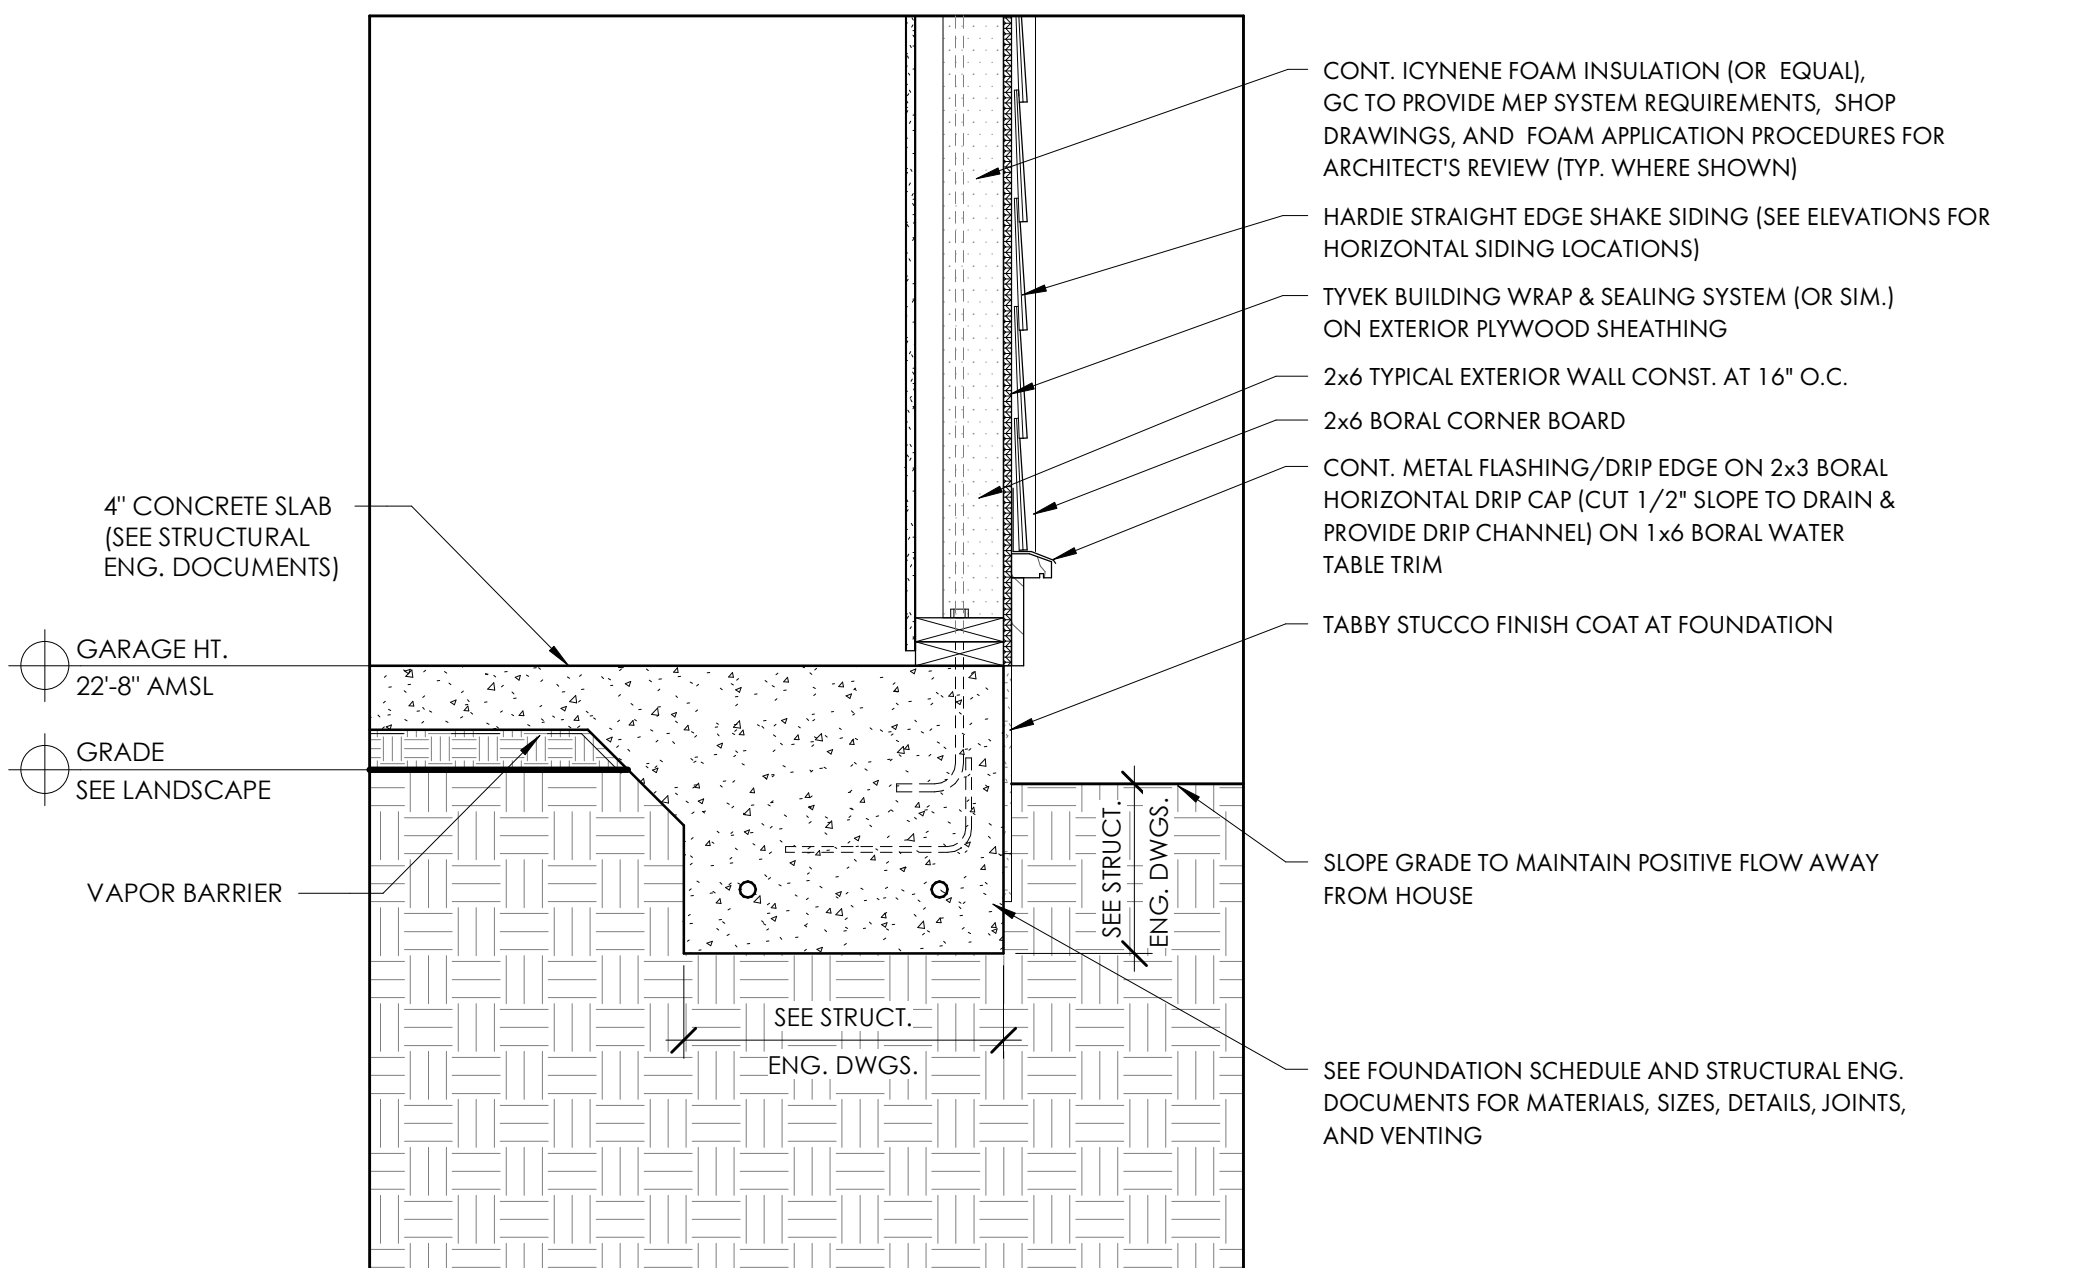 CONT. ICYNENE FOAM INSULATION (OR EQUAL),
GC TO PROVIDE MEP SYSTEM REQUIREMENTS, SHOP
DRAWINGS, AND FOAM APPLICATION PROCEDURES FOR
ARCHITECT'S REVIEW (TYP. WHERE SHOWN)
HARDIE STRAIGHT EDGE SHAKE SIDING (SEE ELEVATIONS FOR
HORIZONTAL SIDING LOCATIONS)
TYVEK BUILDING WRAP & SEALING SYSTEM (OR SIM.)
ON EXTERIOR PLYWOOD SHEATHING
2x6 TYPICAL EXTERIOR WALL CONST. AT 16" O.C.
2x6 BORAL CORNER BOARD
CONT. METAL FLASHING/DRIP EDGE ON 2x3 BORAL
HORIZONTAL DRIP CAP (CUT 1/2" SLOPE TO DRAIN &
PROVIDE DRIP CHANNEL) ON 1x6 BORAL WATER
TABLE TRIM
TABBY STUCCO FINISH COAT AT FOUNDATION
4" CONCRETE SLAB
(SEE STRUCTURAL
ENG. DOCUMENTS)
GARAGE HT.
22'-8" AMSL
GRADE
SEE LANDSCAPE
VAPOR BARRIER
SEE STRUCT.
ENG. DWGS.
SLOPE GRADE TO MAINTAIN POSITIVE FLOW AWAY
FROM HOUSE
SEE STRUCT.
ENG. DWGS.
SEE FOUNDATION SCHEDULE AND STRUCTURAL ENG.
DOCUMENTS FOR MATERIALS, SIZES, DETAILS, JOINTS,
AND VENTING